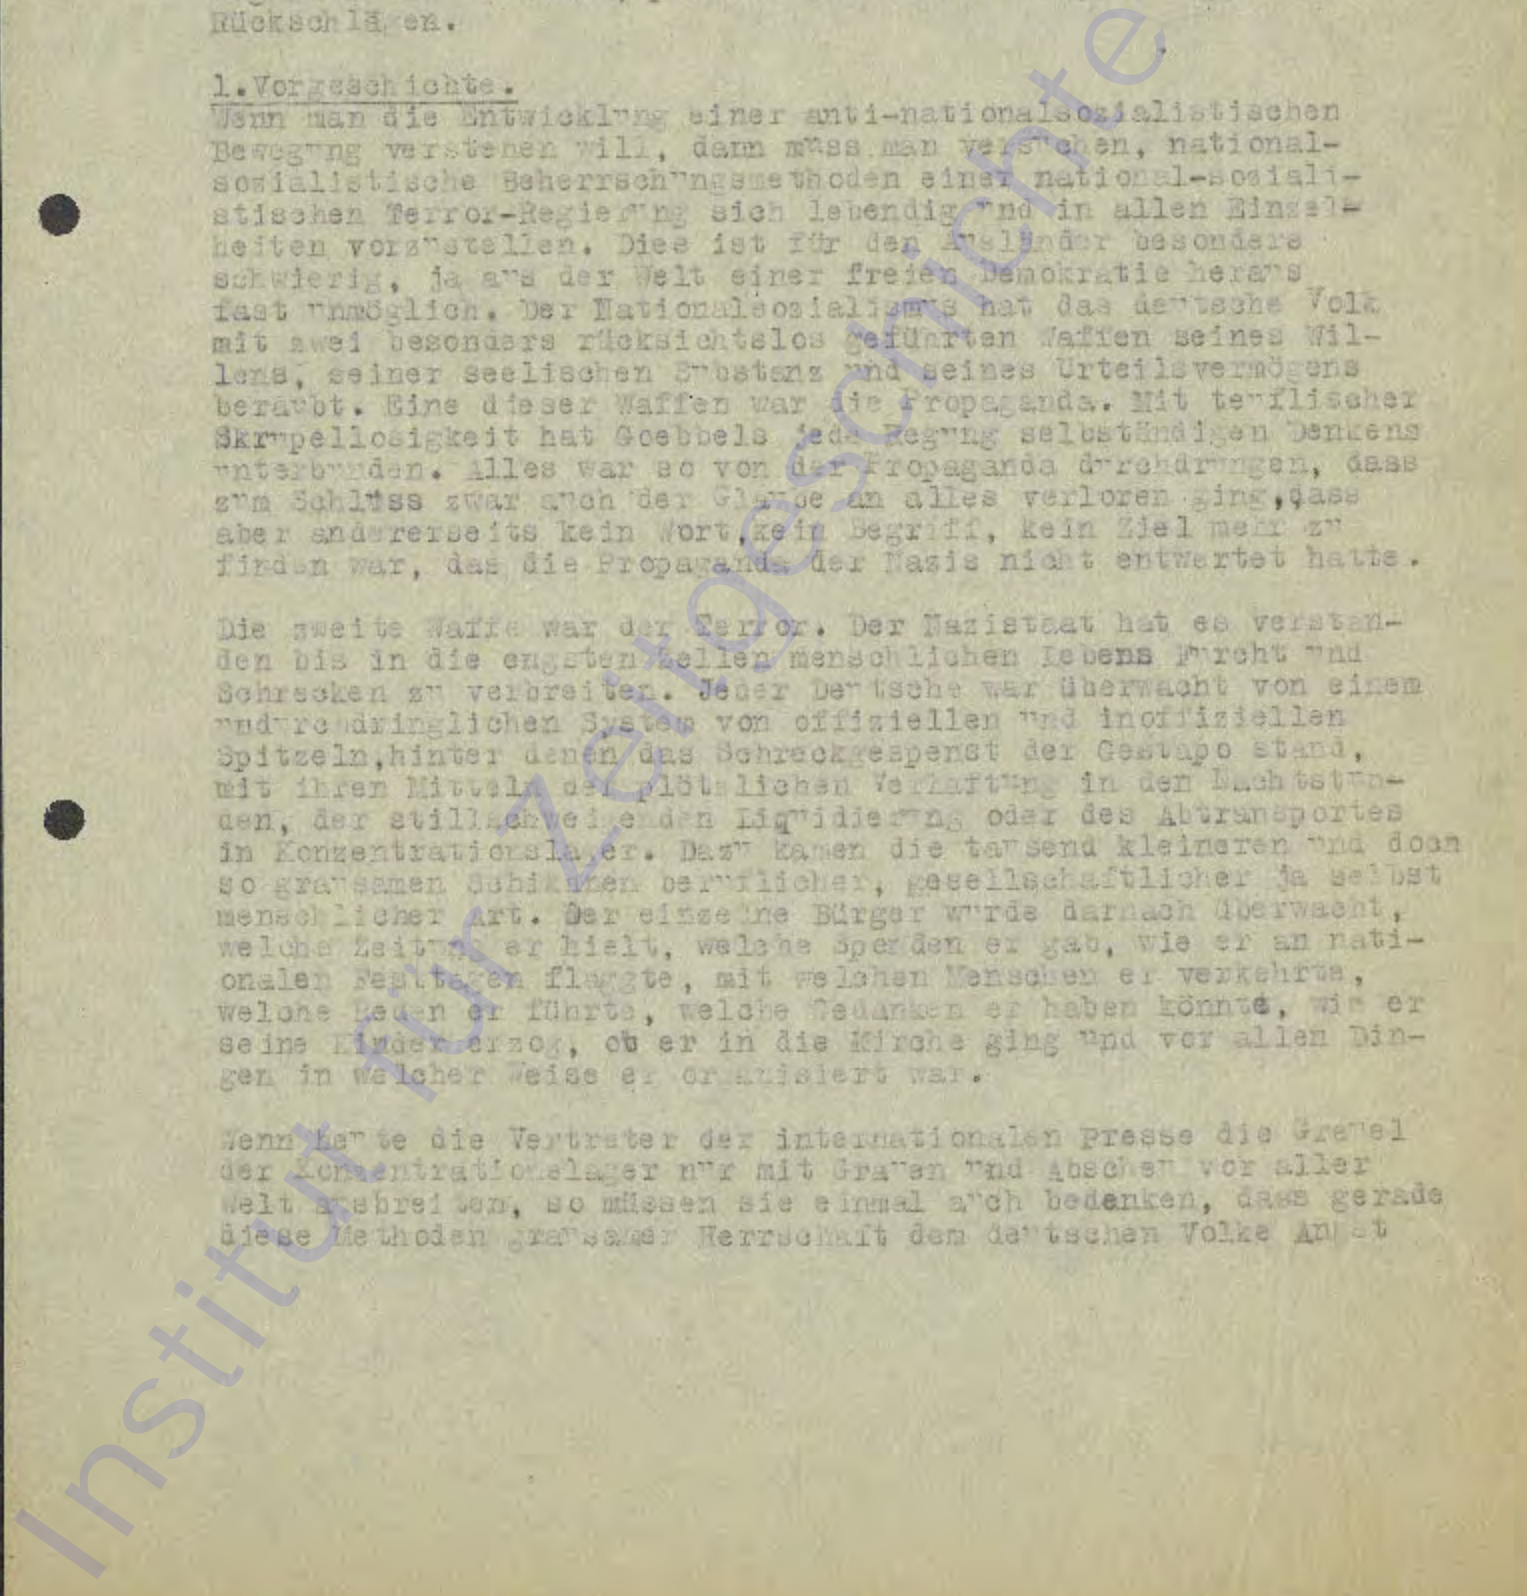 Rückschlägen.
1.Vorgeschichte.
Wenn man die Entwicklung einer anti-nationalsozialistischen
Bewegung verstehen will, dann muss man versuchen, national-
sozialistische Beherrschungsmethoden einer national-soziali-
stischen Terror-Regierung sich lebendig und in allen Einzel-
heiten vorzustellen. Dies ist für den Ausländer besonders
schwierig, ja aus der Welt einer freien Demokratie heraus
fast unmöglich. Der Nationalsozialismus hat das deutsche Volk
mit zwei besonders rücksichtslos geführten Waffen seines Wil-
lens, seiner seelischen Substanz und seines Urteilsvermögens
beraubt. Eine dieser Waffen war die Propaganda. Mit teuflischer
Skrupellosigkeit hat Goebbels jede Regung selbständigen Denkens
unterbunden. Alles war so von der Propaganda durchdrungen, dass
zum Schluss zwar auch der Glaube an alles verloren ging,dass
aber andererseits kein Wort,kein Begriff, kein Ziel mehr zu
finden war, das die Propaganda der Nazis nicht entwertet hatte.
Die zweite Waffe war der Terror. Der Nazistaat hat es verstan-
den bis in die engsten Zellen menschlichen Lebens Furcht und
Schrecken zu verbreiten. Jeder Deutsche war überwacht von einem
undurchdringlichen System von offiziellen und inoffiziellen
Spitzeln,hinter denen das Schreckgespenst der Gestapo stand,
mit ihren Mitteln der plötzlichen Verhaftung in den Nachtstun-
den, der stillschweigenden Liquidierung oder des Abtransportes
in Konzentrationslager. Dazu kamen die tausend kleineren und doch
so grausamen Schikanen beruflicher, gesellschaftlicher ja selbst
menschlicher Art. Der einzelne Bürger wurde darnach überwacht,
welche Zeitung er hielt, welche Spenden er gab, wie er an nati-
onalen Festtagen flaggte, mit welchen Menschen er verkehrte,
welche Reden er führte, welche Gedanken er haben könnte, wie er
seine Kinder erzog, ob er in die Kirche ging und vor allen Din-
gen in welcher Weise er organisiert war.
Wenn heute die Vertreter der internationalen Presse die Greuel
der Konzentrationslager nur mit Grauen und Abscheu vor aller
Welt ausbreiten, so müssen sie einmal auch bedenken, dass gerade
diese Methoden grausamer Herrschaft dem deutschen Volke Angst
Institut für Zeitgeschichte